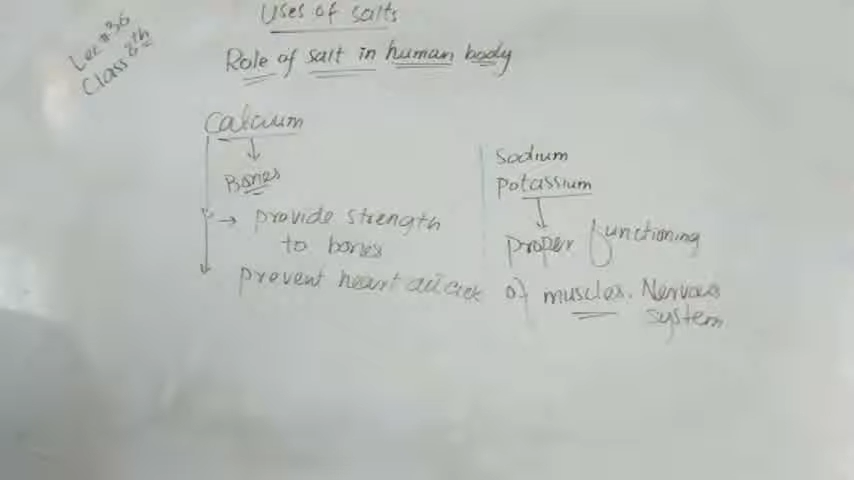 Lec #36
Class 8th
Uses of salts
Role of salt in human body
Calcium
Bones
→ provide strength
to bones
prevent heart attack
sodium
potassium
proper functioning
of muscles. Nervous
system